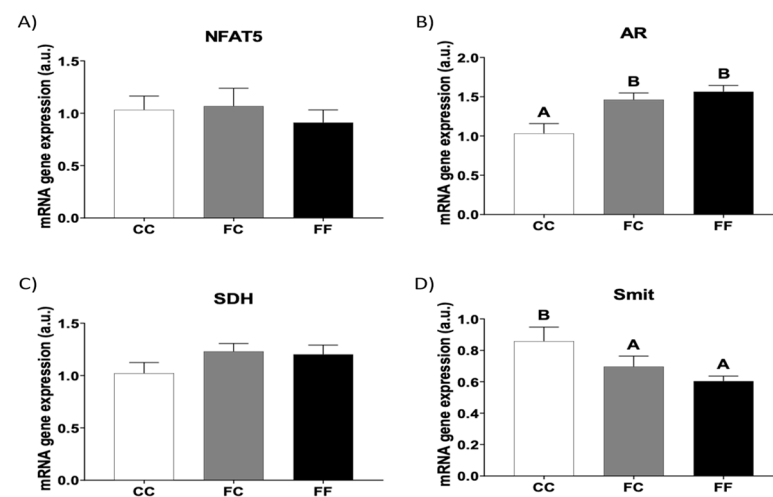 A)
NFAT5
mRNA gene expression (a.u.)
1.5
1.0
0.5
0.0
CC FC FF
B)
AR
mRNA gene expression (a.u.)
2.0
1.5
1.0
0.5
0.0
A B B
CC FC FF
C)
SDH
mRNA gene expression (a.u.)
1.5
1.0
0.5
0.0
CC FC FF
D)
Smit
mRNA gene expression (a.u.)
1.0
0.8
0.6
0.4
0.2
0.0
B A A
CC FC FF